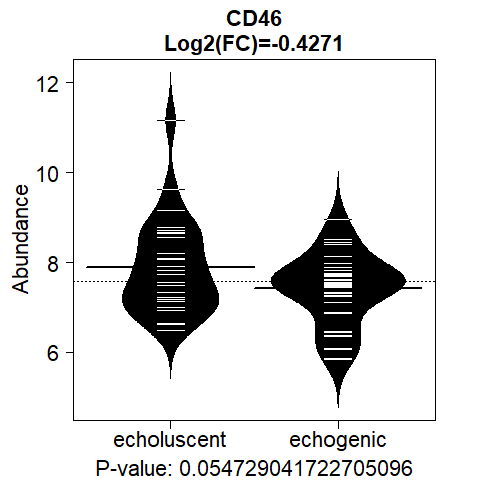 CD46
Log2(FC)=-0.4271
12
10
8
6
Abundance
echoluscent echogenic
P-value: 0.054729041722705096